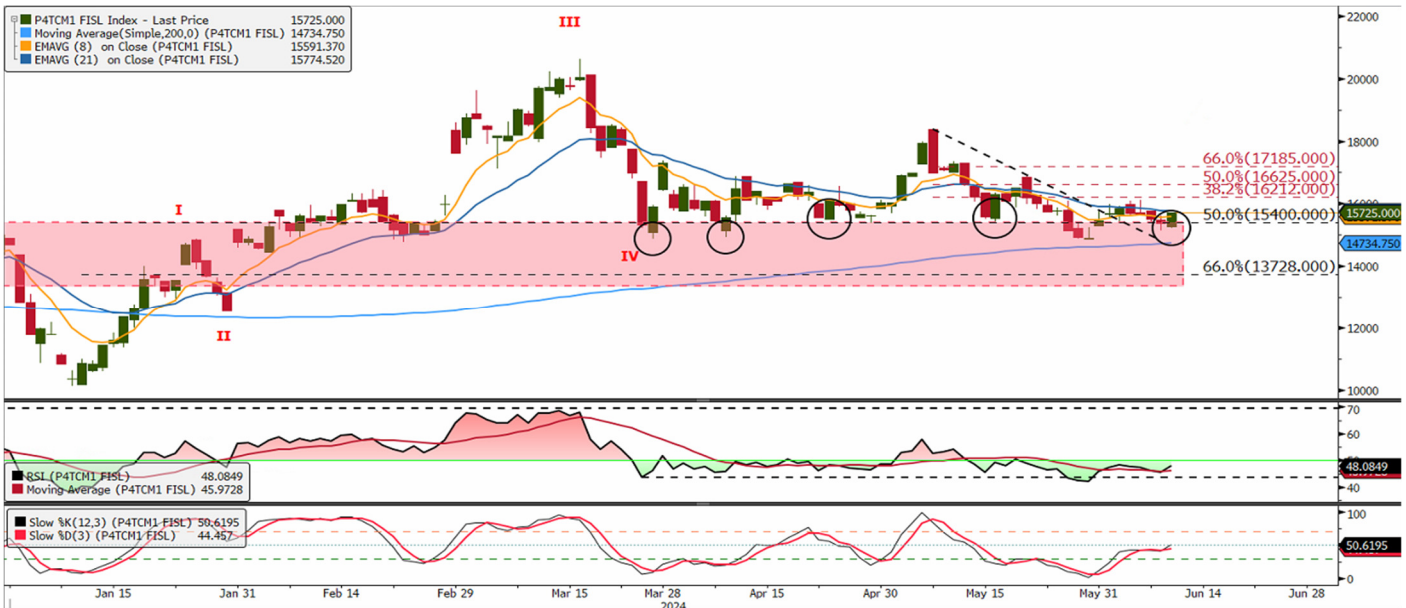 P4TCM1 FISL Index - Last Price 15725.000
Moving Average(Simple,200,0) (P4TCM1 FISL) 14734.750
EMAVG (8) on Close (P4TCM1 FISL) 15591.370
EMAVG (21) on Close (P4TCM1 FISL) 15774.520
III
I
IV
II
66.0%(17185.000)
50.0%(16625.000)
38.2%(16212.000)
50.0%(15400.000)
66.0%(13728.000)
22000
20000
18000
16000
15725.000
14734.750
14000
12000
10000
RSI (P4TCM1 FISL) 48.0849
Moving Average (P4TCM1 FISL) 45.9728
70
60
48.0849
40
Slow %K(12,3) (P4TCM1 FISL) 50.6195
Slow %D(3) (P4TCM1 FISL) 44.457
100
50.6195
0
Jan 15 Jan 31 Feb 14 Feb 29 Mar 15 Mar 28 Apr 15 Apr 30 May 15 May 31 Jun 14 Jun 28
2024